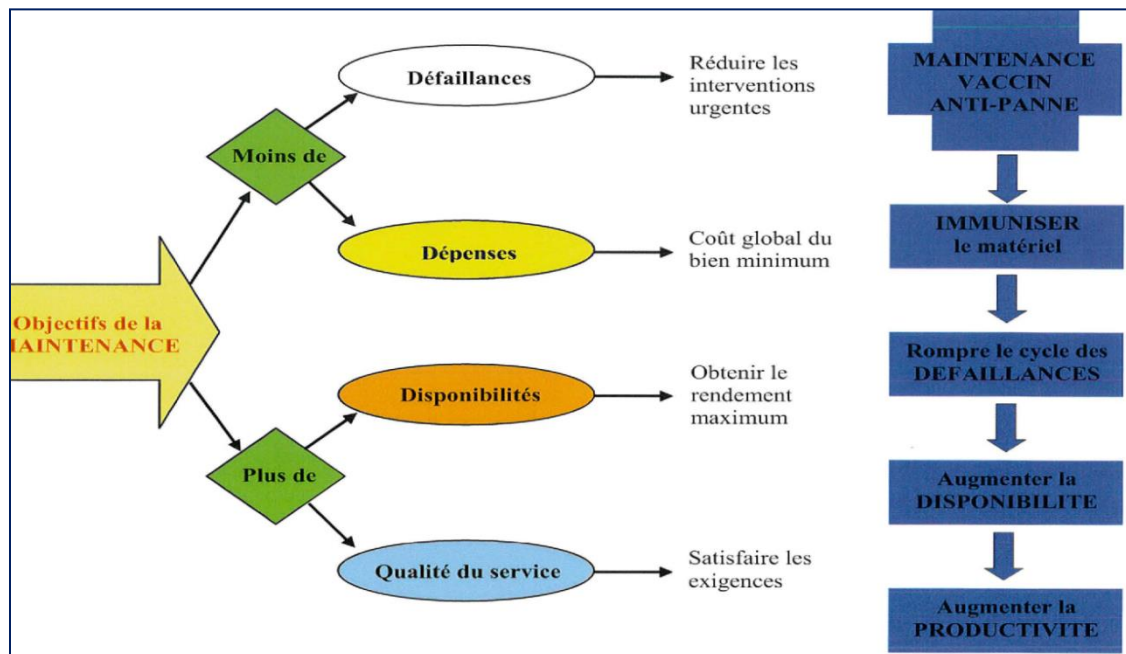 Objectifs de la
MAINTENANCE
Moins de
Défaillances
Réduire les
interventions
urgentes
Dépenses
Coût global du
bien minimum
Plus de
Disponibilités
Obtenir le
rendement
maximum
Qualité du service
Satisfaire les
exigences
MAINTENANCE
VACCIN
ANTI-PANNE
IMMUNISER
le matériel
Rompre le cycle des
DEFAILLANCES
Augmenter la
DISPONIBILITE
Augmenter la
PRODUCTIVITE